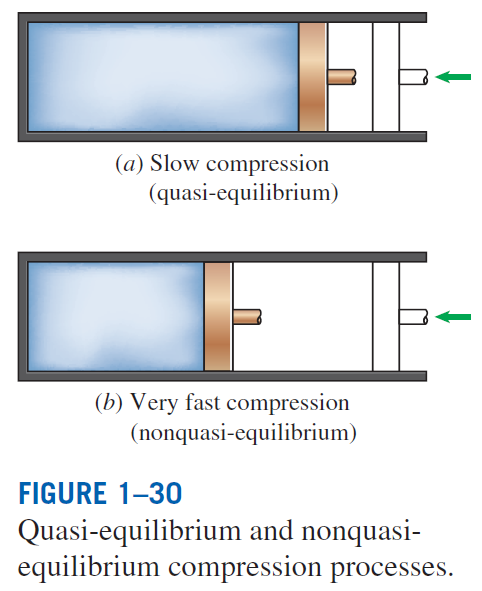 (a) Slow compression
(quasi-equilibrium)
(b) Very fast compression
(nonquasi-equilibrium)
FIGURE 1–30
Quasi-equilibrium and nonquasi-
equilibrium compression processes.